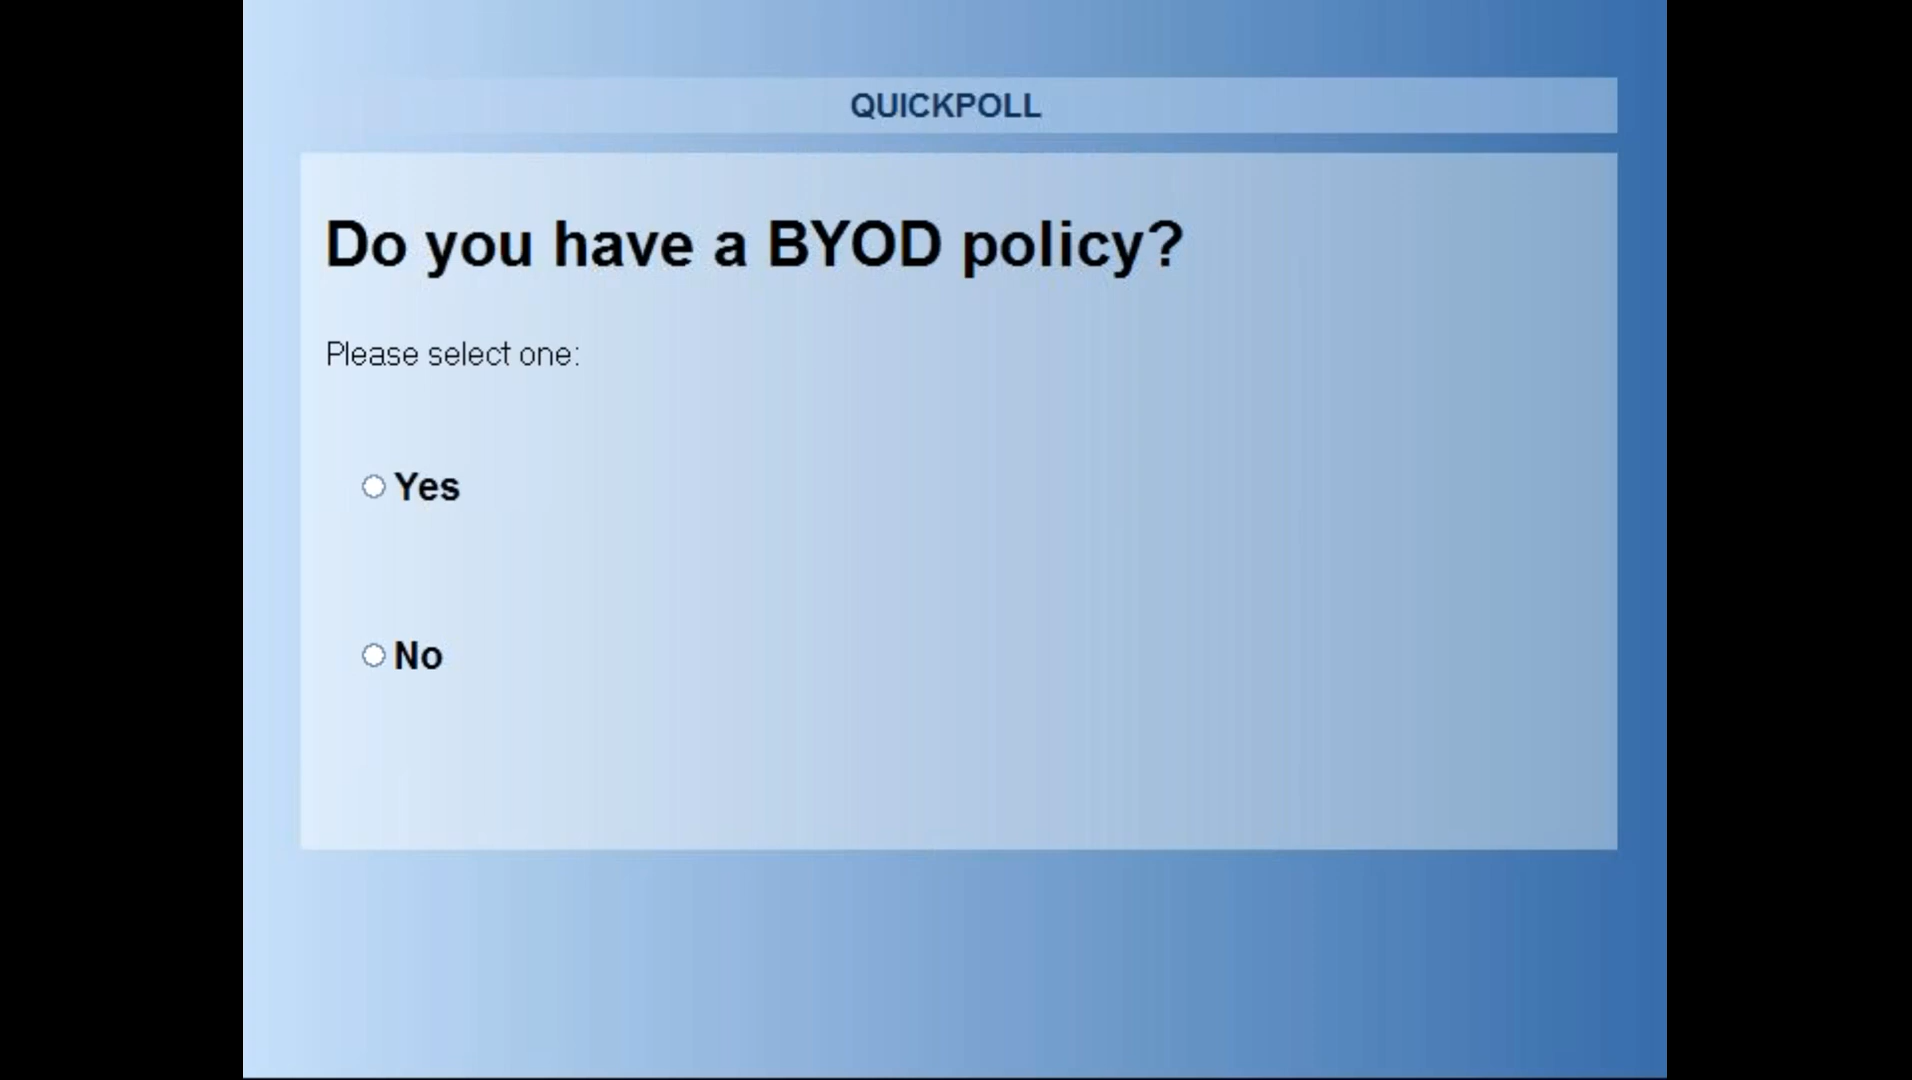 QUICKPOLL
Do you have a BYOD policy?
Please select one:
Yes
No